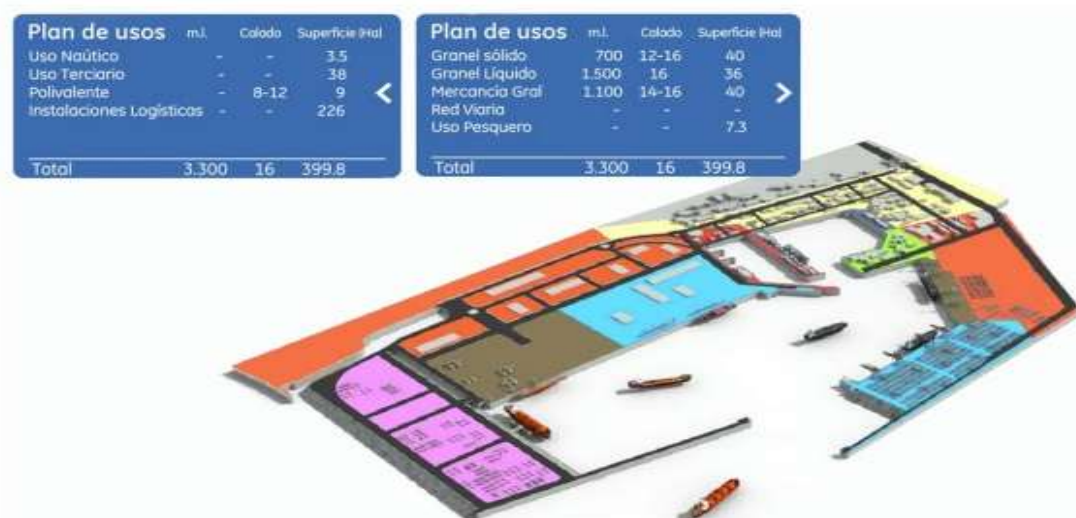 Plan de usos m.l. Calado Superficie (Ha)
Uso Naútico - - 3.5
Uso Terciario - - 38
Polivalente - 8-12 9
Instalaciones Logísticas - - 226
Total 3.300 16 399.8
Plan de usos m.l. Calado Superficie (Ha)
Granel sólido 700 12-16 40
Granel Líquido 1.500 16 36
Mercancía Gral 1.100 14-16 40
Red Viaria - - -
Uso Pesquero - - 7.3
Total 3.300 16 399.8